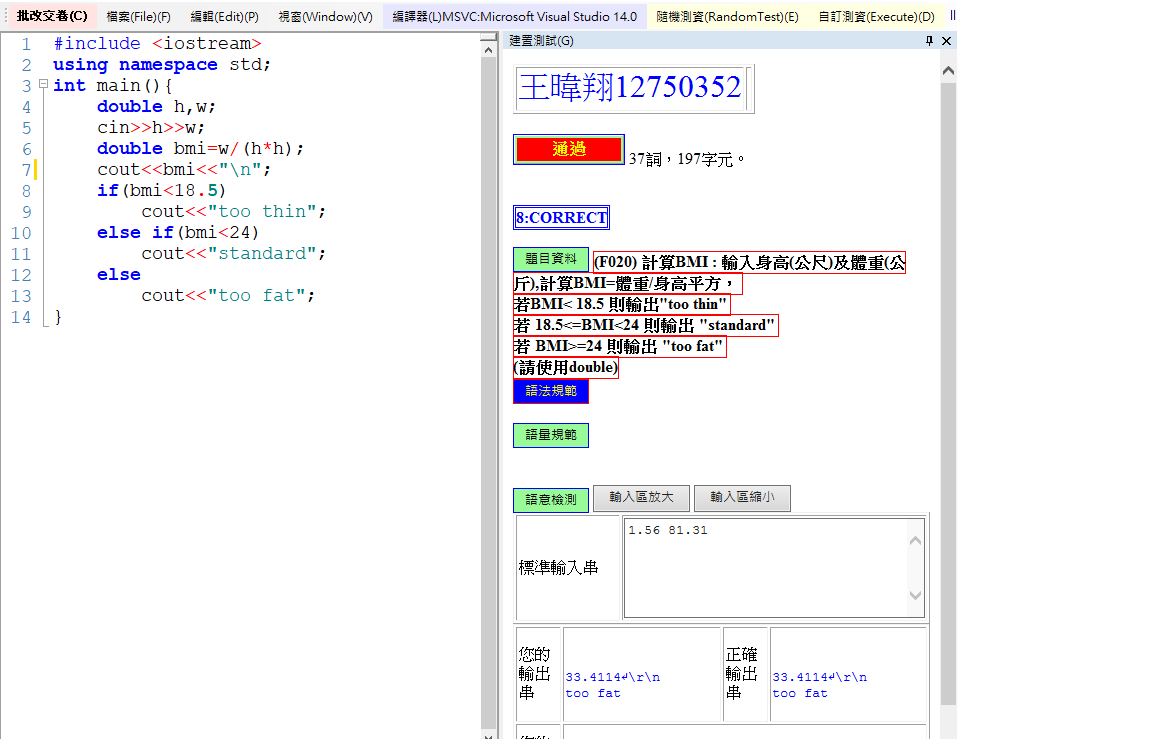 批改交卷(C) 檔案(File)(F) 編輯(Edit)(P) 視窗(Window)(V) 編譯器(L)MSVC:Microsoft Visual Studio 14.0 隨機測資(RandomTest)(E) 自訂測資(Execute)(D)
建置測試(G)
1 #include <iostream>
2 using namespace std;
3 int main(){
4 double h,w;
5 cin>>h>>w;
6 double bmi=w/(h*h);
7 cout<<bmi<<"\n";
8 if(bmi<18.5)
9 cout<<"too thin";
10 else if(bmi<24)
11 cout<<"standard";
12 else
13 cout<<"too fat";
14 }
王暐翔12750352
通過 37詞，197字元。
8:CORRECT
題目資料 (F020) 計算BMI : 輸入身高(公尺)及體重(公
斤),計算BMI=體重/身高平方，
若BMI< 18.5 則輸出"too thin"
若 18.5<=BMI<24 則輸出 "standard"
若 BMI>=24 則輸出 "too fat"
(請使用double)
語法規範
語量規範
語意檢測 輸入區放大 輸入區縮小
標準輸入串 1.56 81.31
您的
輸出
串
33.4114↵\r\n
too fat
正確
輸出
串
33.4114↵\r\n
too fat